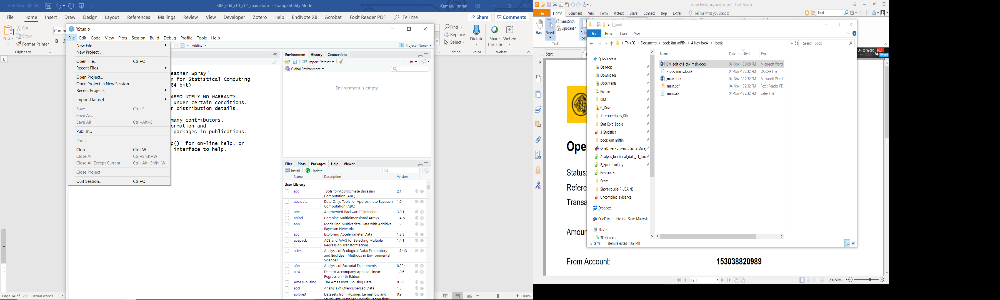 AutoSave Off
KIM_edit_ch1_ch4_main.docx - Compatibility Mode
Kamarul Imran
File Home Insert Draw Design Layout References Mailings Review View Developer Zotero Help EndNote X8 Acrobat Foxit Reader PDF Tell me
Share Comments
Paste
Cut
Copy
Format Painter
Clipboard
Camb
B I
Find
Replace
Select
Editing
Dictate
Voice
Share This File
Webex
Webex
RStudio
File Edit Code View Plots Session Build Debug Profile Tools Help
Addins
Project: (None)
New File
New Project...
Open File... Ctrl+O
Recent Files
Open Project...
Open Project in New Session...
Recent Projects
Import Dataset
Save Ctrl+S
Save As...
Save All Ctrl+Alt+S
Publish...
Print...
Close Ctrl+W
Close All Ctrl+Shift+W
Close All Except Current Ctrl+Alt+Shift+W
Close Project
Quit Session... Ctrl+Q
eather Spray"
n for Statistical Computing
64-bit)
ABSOLUTELY NO WARRANTY.
under certain conditions.
r distribution details.
many contributors.
ormation and
packages in publications.
p()' for on-line help, or
interface to help.
Environment History Connections
Import Dataset
List
Global Environment
Environment is empty
Files Plots Packages Help Viewer
Install Update
Name Description Version
User Library
abc Tools for Approximate Bayesian Computation (ABC) 2.1
abc.data Data Only: Tools for Approximate Bayesian Computation (ABC) 1.0
abe Augmented Backward Elimination 3.0.1
abind Combine Multidimensional Arrays 1.4-5
abn Modelling Multivariate Data with Additive Bayesian Networks 1.2
acc Exploring Accelerometer Data 1.3.3
acepack ACE and AVAS for Selecting Multiple Regression Transformations 1.4.1
ade4 Analysis of Ecological Data: Exploratory and Euclidean Methods in Environmental Sciences 1.7-13
afex Analysis of Factorial Experiments 0.22-1
alr4 Data to Accompany Applied Linear Regression 4th Edition 1.0.6
AmesHousing The Ames Iowa Housing Data 0.0.3
aod Analysis of Overdispersed Data 1.3
aplore3 Datasets from Hosmer, Lemeshow and Sturdivant, "Applied Logistic Regression" 0.9
Page 14 of 120 18960 words
100%
serverfreaks_myanalytics.pdf - Foxit Reader
File Home Comment View Form Protect Share Connect Help Extras Tell me what you want to
Find
Hand
Select
SnapShot
Clipboard
Actua
Size
Tools
Start
DF to Word
rter
PDF
Word
Ope
Status:
Refere
Transa
Amoun
From Account: 153038820989
1 / 1
200.50%
_book
File Home Share View
This PC Documents book_kim_ariffin 4_Nov_book _book
Search _book
Name Date modified Type
KIM_edit_ch1_ch4_main.docx 07-Nov-18 9:09 PM Microsoft Word
.~lock._main.docx# 04-Nov-18 2:32 PM DOCX# File
_main.docx 04-Nov-18 2:32 PM Microsoft Word
_main.pdf 04-Nov-18 2:32 PM Foxit Reader PD
_main.tex 04-Nov-18 2:32 PM Latex File
Quick access
Desktop
Downloads
Documents
Pictures
KIM
G_Drive
1-LectureNotes_KIM
Stat-Epid-Books
3_Statistics
book_kim_ariffin
OneDrive - Universiti Sains Malay
Analysis_functional_data_21_June
2_Epidemiology
Resources
Scans
Short-course-R-USAINS
Uncompiled_evidence
Dropbox
OneDrive - Universiti Sains Malaysia
This PC
3D Objects
5 items 1 item selected 1.89 MB